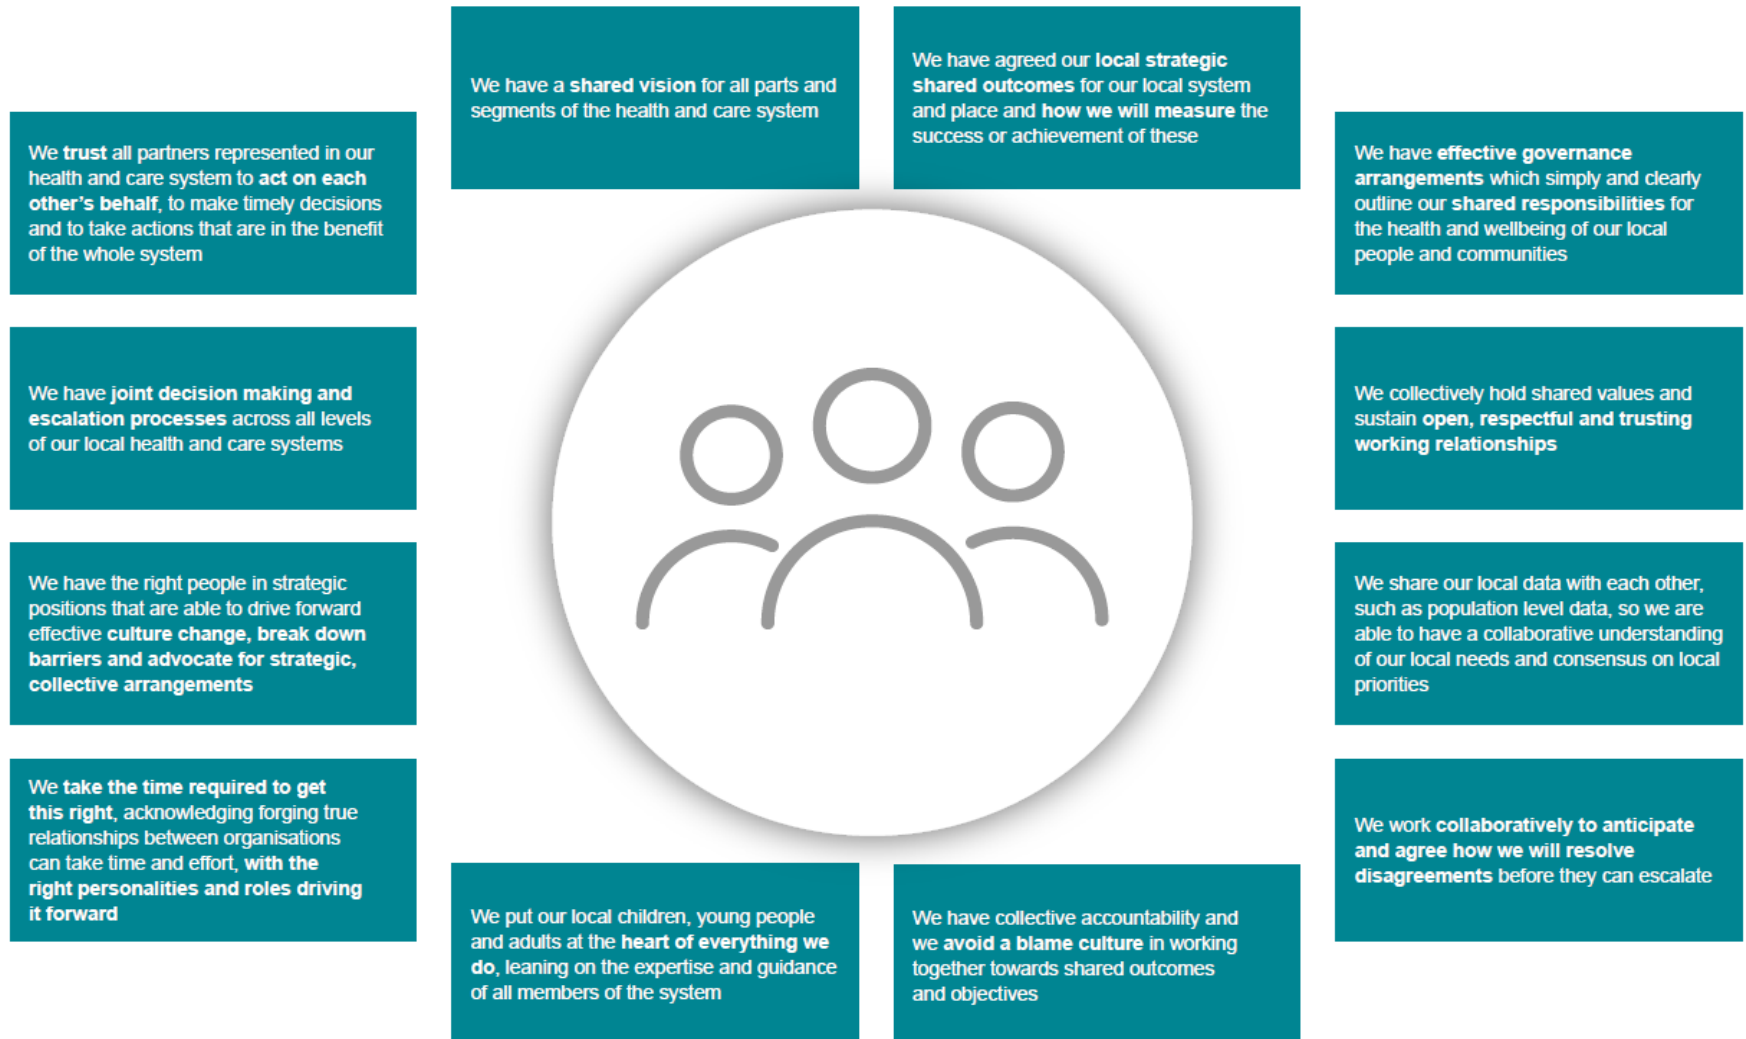 We have a shared vision for all parts and
segments of the health and care system
We have agreed our local strategic
shared outcomes for our local system
and place and how we will measure the
success or achievement of these
We trust all partners represented in our
health and care system to act on each
other’s behalf, to make timely decisions
and to take actions that are in the benefit
of the whole system
We have effective governance
arrangements which simply and clearly
outline our shared responsibilities for
the health and wellbeing of our local
people and communities
We have joint decision making and
escalation processes across all levels
of our local health and care systems
We collectively hold shared values and
sustain open, respectful and trusting
working relationships
We have the right people in strategic
positions that are able to drive forward
effective culture change, break down
barriers and advocate for strategic,
collective arrangements
We share our local data with each other,
such as population level data, so we are
able to have a collaborative understanding
of our local needs and consensus on local
priorities
We take the time required to get
this right, acknowledging forging true
relationships between organisations
can take time and effort, with the
right personalities and roles driving
it forward
We work collaboratively to anticipate
and agree how we will resolve
disagreements before they can escalate
We put our local children, young people
and adults at the heart of everything we
do, leaning on the expertise and guidance
of all members of the system
We have collective accountability and
we avoid a blame culture in working
together towards shared outcomes
and objectives